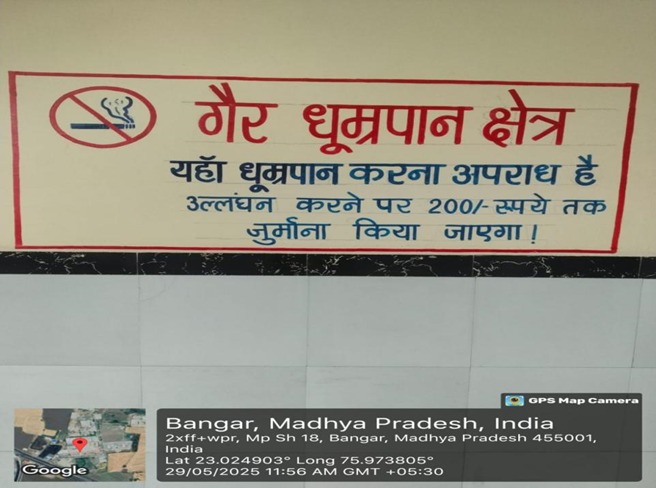 गैर धूम्रपान क्षेत्र
यहाँ धूम्रपान करना अपराध है
उल्लंघन करने पर 200/- रूपये तक
जुर्माना किया जाएगा!
GPS Map Camera
Bangar, Madhya Pradesh, India
2xff+wpr, Mp Sh 18, Bangar, Madhya Pradesh 455001,
India
Lat 23.024903° Long 75.973805°
29/05/2025 11:56 AM GMT +05:30
Google